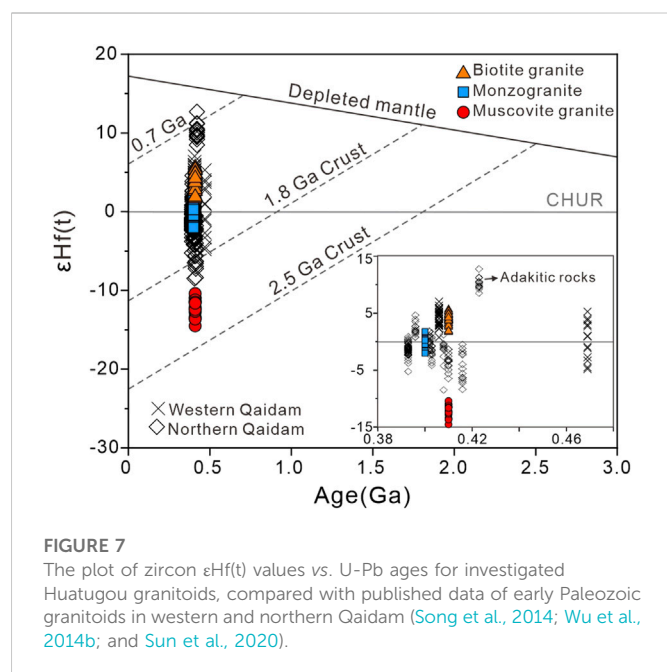 20
10
0
-10
-20
-30
εHf(t)
Depleted mantle
Biotite granite
Monzogranite
Muscovite granite
0.7 Ga
1.8 Ga Crust
CHUR
2.5 Ga Crust
Western Qaidam
Northern Qaidam
15
5
-5
-15
Adakitic rocks
0.38 0.42 0.46
0 0.5 1.0 1.5 2.0 2.5 3.0
Age(Ga)
FIGURE 7
The plot of zircon εHf(t) values vs. U-Pb ages for investigated
Huatugou granitoids, compared with published data of early Paleozoic
granitoids in western and northern Qaidam (Song et al., 2014; Wu et al.,
2014b; and Sun et al., 2020).